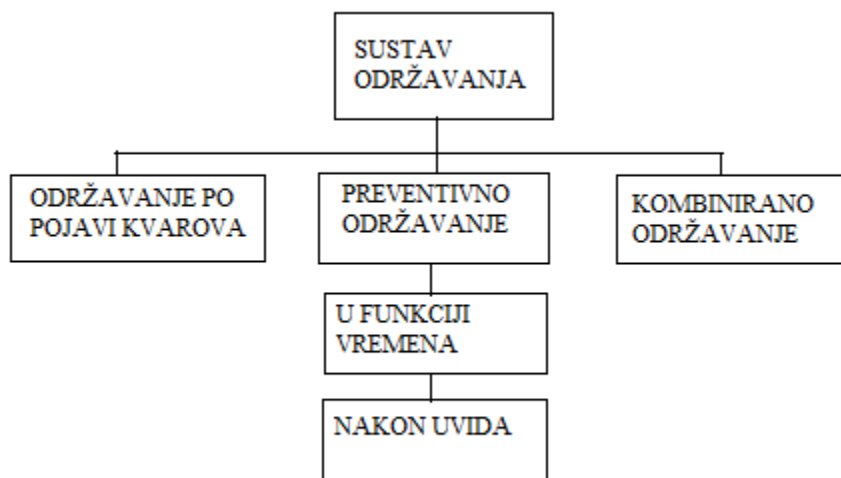 SUSTAV
ODRŽAVANJA
ODRŽAVANJE PO
POJAVI KVAROVA
PREVENTIVNO
ODRŽAVANJE
KOMBINIRANO
ODRŽAVANJE
U FUNKCIJI
VREMENA
NAKON UVIDA